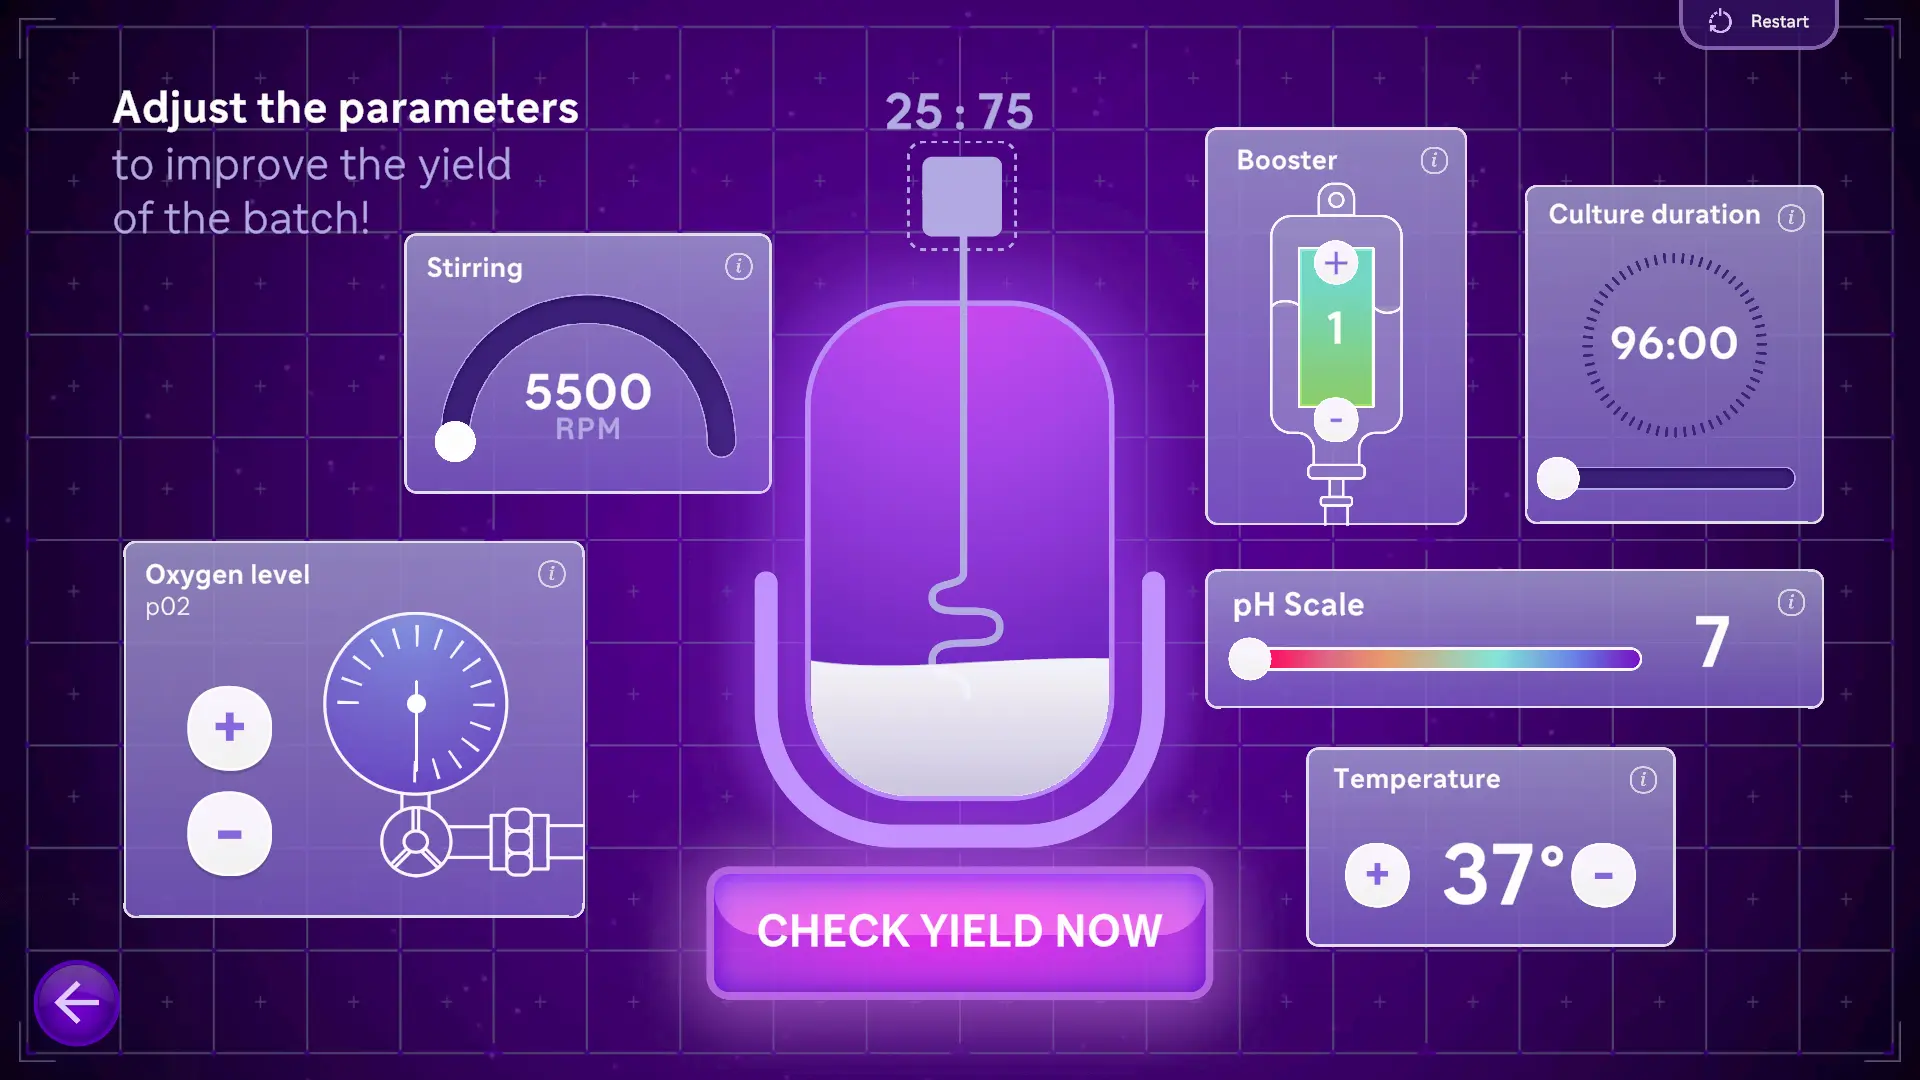 Restart
Adjust the parameters
to improve the yield
of the batch!
25 : 75
Stirring
5500
RPM
Booster
+
1
-
Culture duration
96:00
Oxygen level
pO2
+
-
pH Scale
7
Temperature
+ 37° -
CHECK YIELD NOW